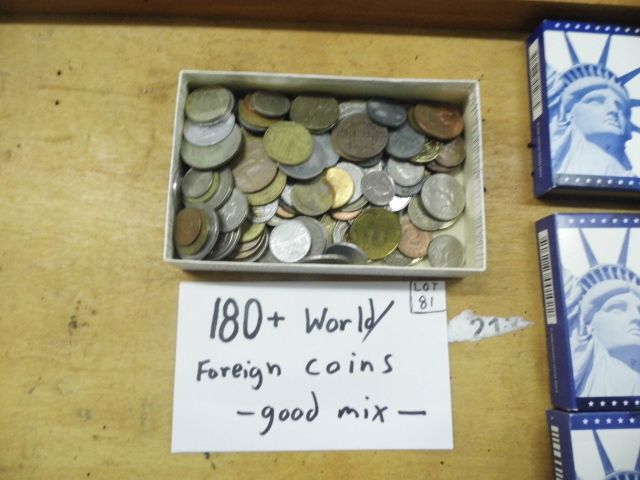 LOT
81
180+ World/
Foreign coins
- good mix -